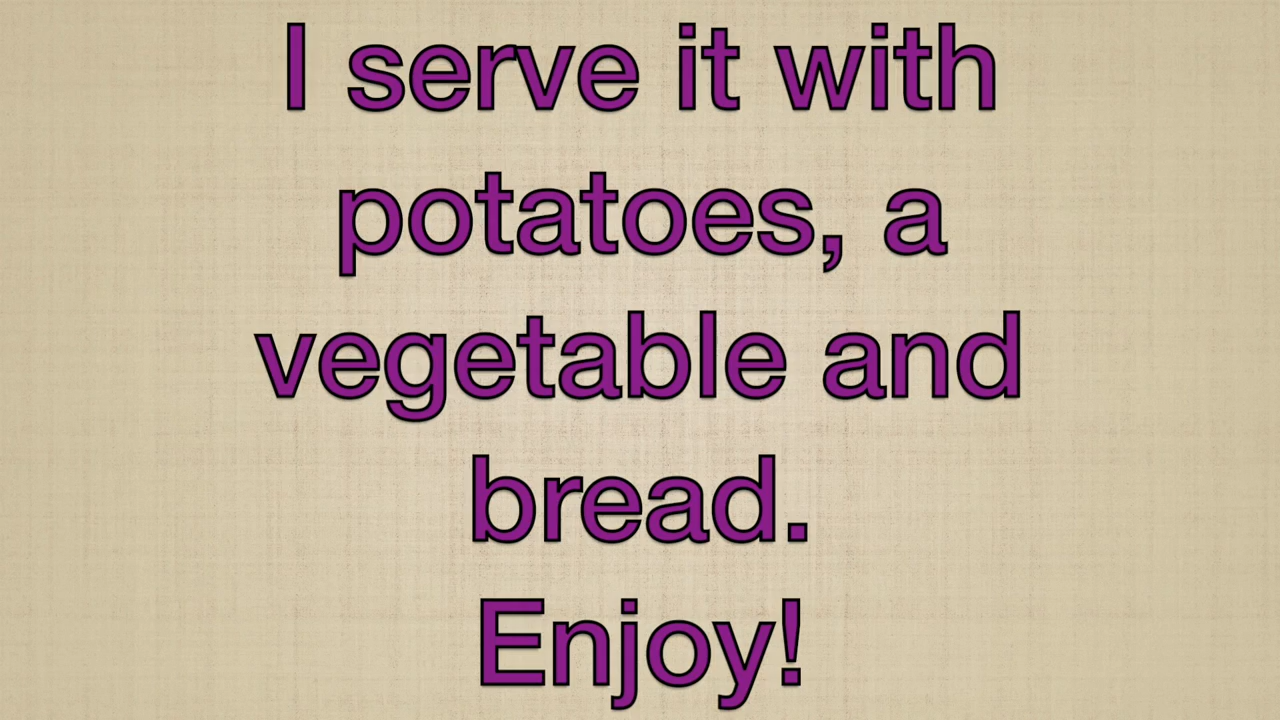 I serve it with
potatoes, a
vegetable and
bread.
Enjoy!